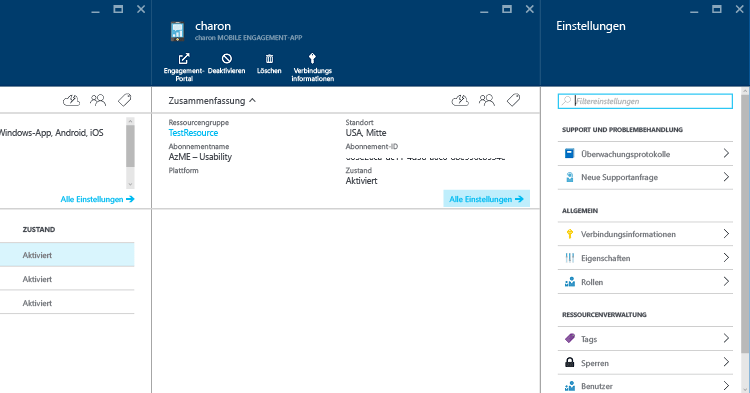 Windows-App, Android, iOS
Alle Einstellungen
ZUSTAND
Aktiviert
Aktiviert
Aktiviert
charon
charon MOBILE ENGAGEMENT-APP
Engagement-
Portal
Deaktivieren
Löschen
Verbindungs
informationen
Zusammenfassung
Ressourcengruppe
TestResource
Abonnementname
AzME – Usability
Plattform
Standort
USA, Mitte
Abonnement-ID
Zustand
Aktiviert
Alle Einstellungen
Einstellungen
Filtereinstellungen
SUPPORT UND PROBLEMBEHANDLUNG
Überwachungsprotokolle
Neue Supportanfrage
ALLGEMEIN
Verbindungsinformationen
Eigenschaften
Rollen
RESSOURCENVERWALTUNG
Tags
Sperren
Benutzer